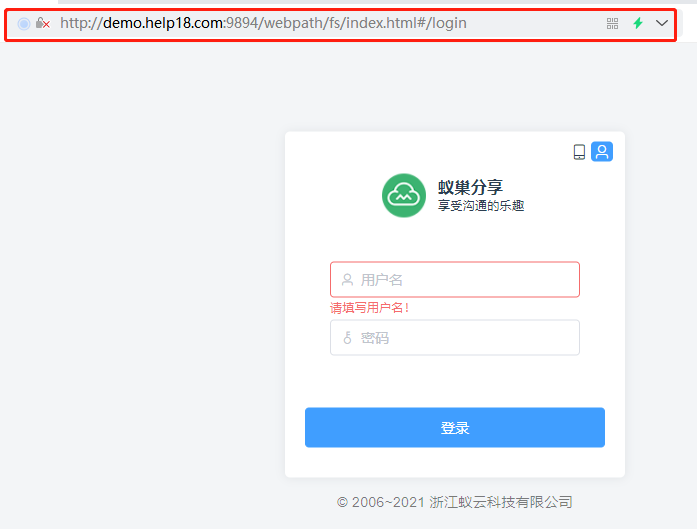 http://demo.help18.com:9894/webpath/fs/index.html#/login
蚁巢分享
享受沟通的乐趣
用户名
请填写用户名！
密码
登录
© 2006~2021 浙江蚁云科技有限公司